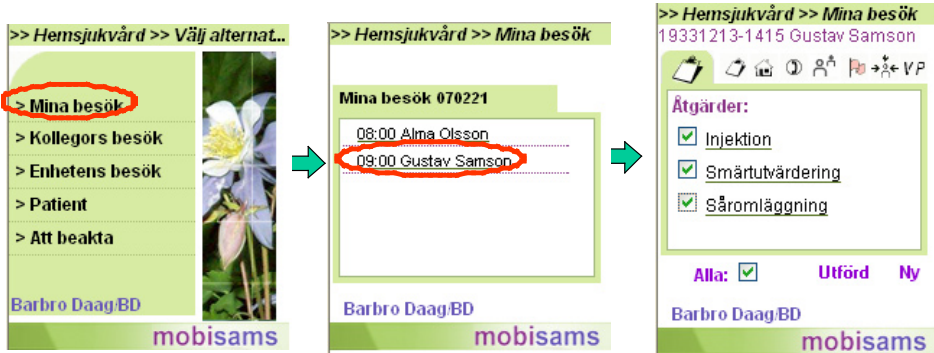 >> Hemsjukvård >> Välj alternat...
> Mina besök
> Kollegors besök
> Enhetens besök
> Patient
> Att beakta
Barbro Daag/BD
mobisams
>> Hemsjukvård >> Mina besök
Mina besök 070221
08:00 Alma Olsson
09:00 Gustav Samson
Barbro Daag/BD
mobisams
>> Hemsjukvård >> Mina besök
19331213-1415 Gustav Samson
VP
Åtgärder:
Injektion
Smärtutvärdering
Såromläggning
Alla: Utförd Ny
Barbro Daag/BD
mobisams